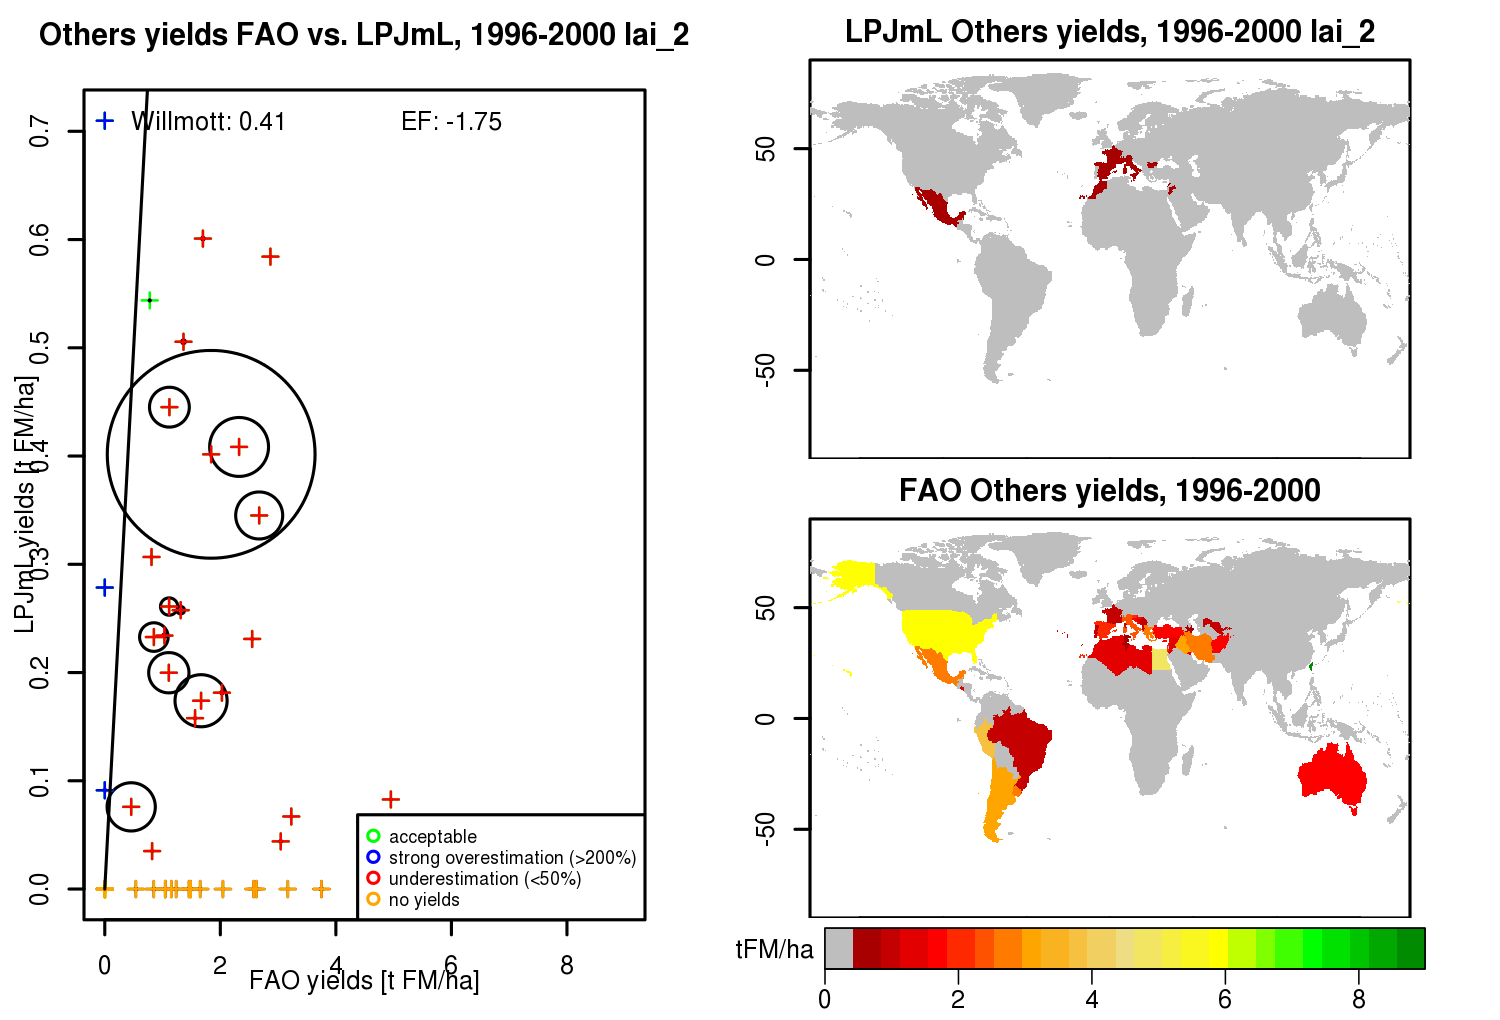 Others yields FAO vs. LPJmL, 1996-2000 lai_2
Willmott: 0.41
EF: -1.75
LPJmL yields [t FM/ha]
0.7
0.6
0.5
0.4
0.3
0.2
0.1
0.0
acceptable
strong overestimation (>200%)
underestimation (<50%)
no yields
0 2 4 6 8
FAO yields [t FM/ha]
LPJmL Others yields, 1996-2000 lai_2
50
0
-50
FAO Others yields, 1996-2000
50
0
-50
tFM/ha
0 2 4 6 8